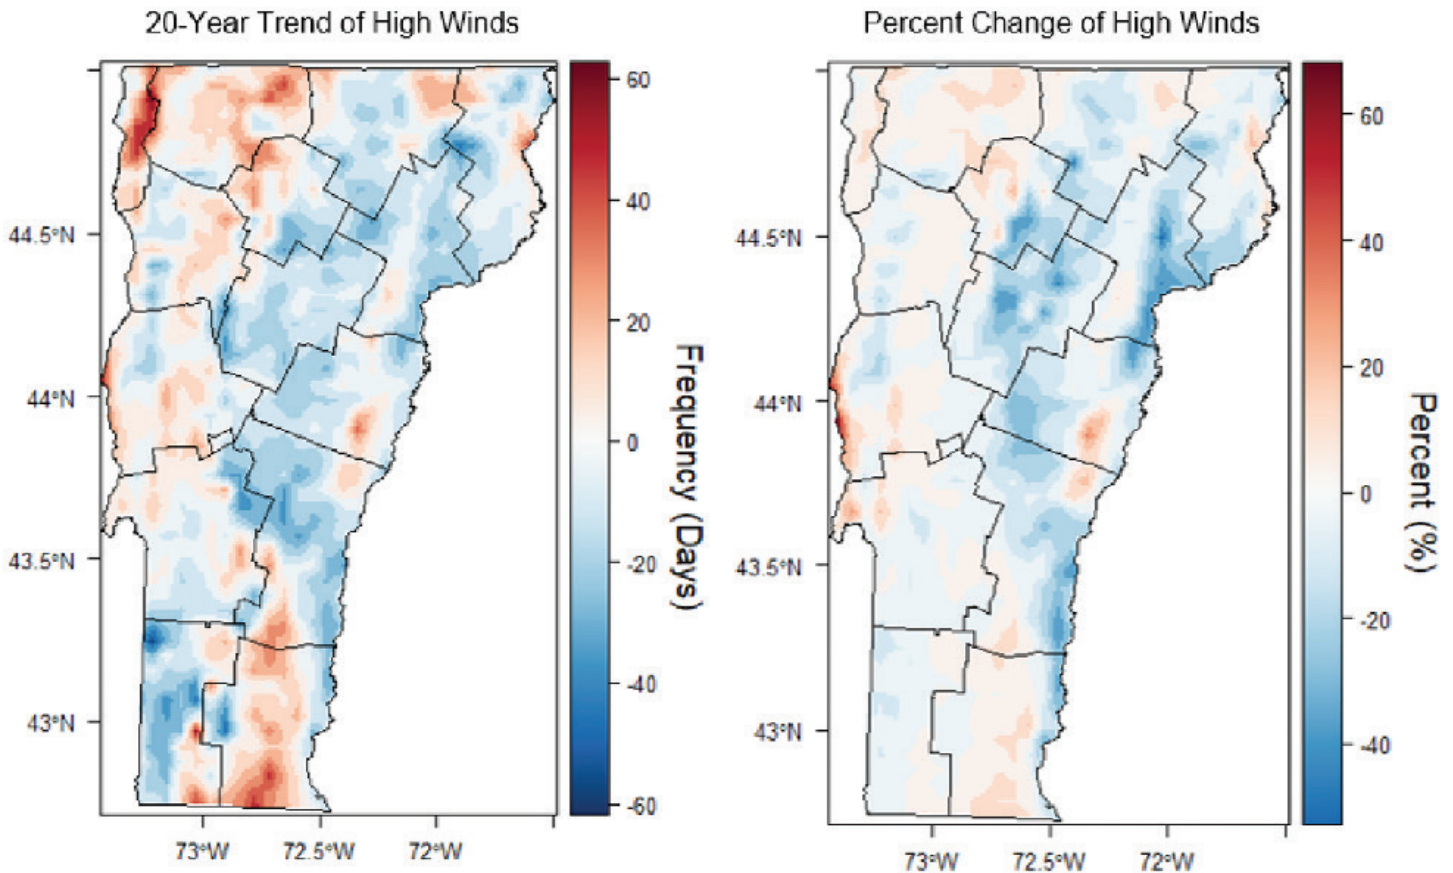 20-Year Trend of High Winds
60
40
20
0
-20
-40
-60
Frequency (Days)
44.5°N
44°N
43.5°N
43°N
73°W
72.5°W
72°W
Percent Change of High Winds
60
40
20
0
-20
-40
Percent (%)
44.5°N
44°N
43.5°N
43°N
73°W
72.5°W
72°W